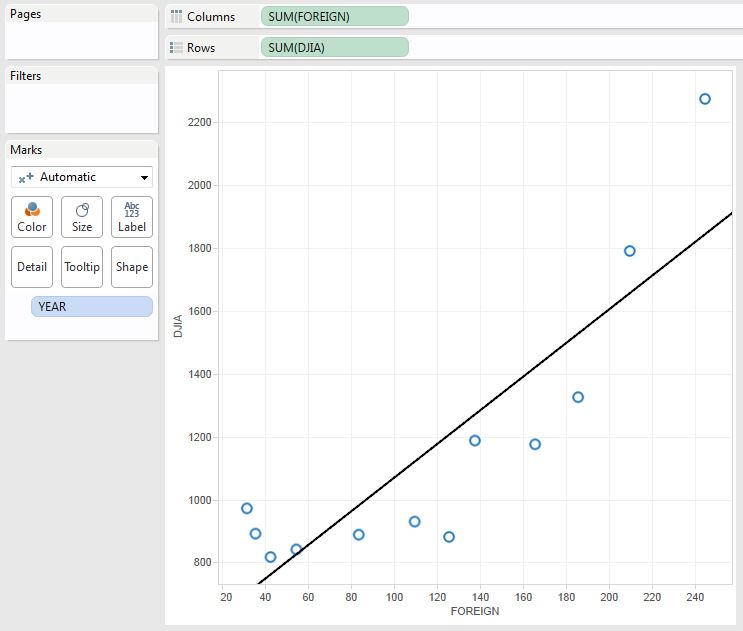 Pages
Columns
SUM(FOREIGN)
Rows
SUM(DJIA)
Filters
Marks
Automatic
Color
Size
Abc
123
Label
Detail
Tooltip
Shape
YEAR
2200
2000
1800
1600
1400
1200
1000
800
DJIA
20 40 60 80 100 120 140 160 180 200 220 240
FOREIGN